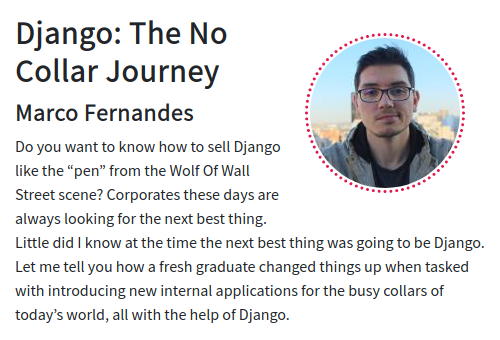 Django: The No
Collar Journey
Marco Fernandes
Do you want to know how to sell Django
like the “pen” from the Wolf Of Wall
Street scene? Corporates these days are
always looking for the next best thing.
Little did I know at the time the next best thing was going to be Django.
Let me tell you how a fresh graduate changed things up when tasked
with introducing new internal applications for the busy collars of
today’s world, all with the help of Django.